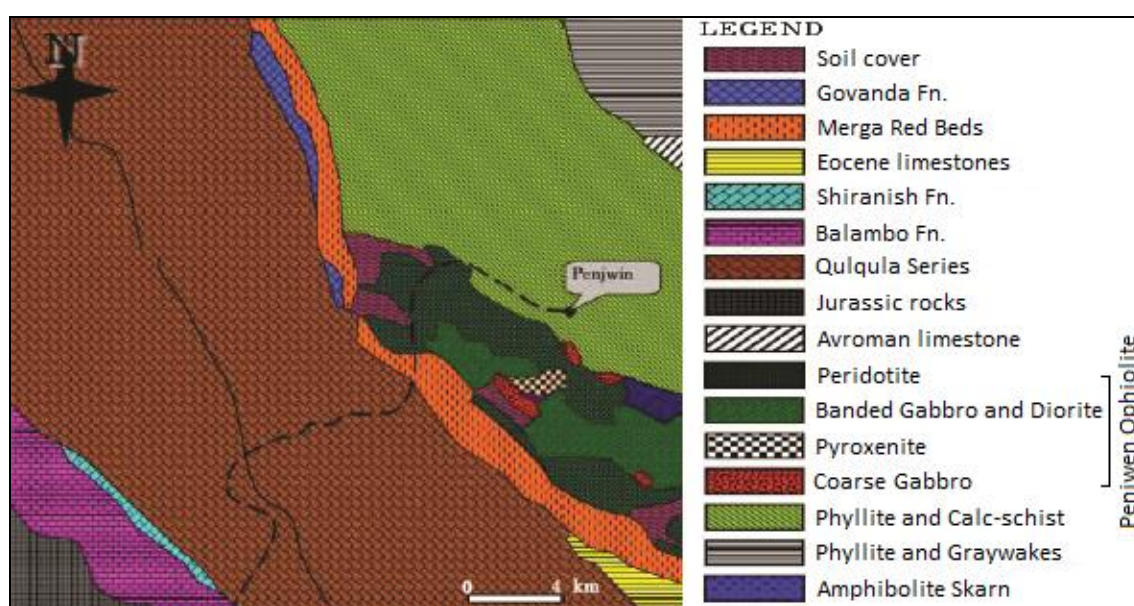 N
Penjwin
0 4 km
LEGEND
Soil cover
Govanda Fn.
Merga Red Beds
Eocene limestones
Shiranish Fn.
Balambo Fn.
Qulqula Series
Jurassic rocks
Avroman limestone
Peridotite
Banded Gabbro and Diorite
Pyroxenite
Coarse Gabbro
Phyllite and Calc-schist
Phyllite and Graywakes
Amphibolite Skarn
Penjwen Ophiolite